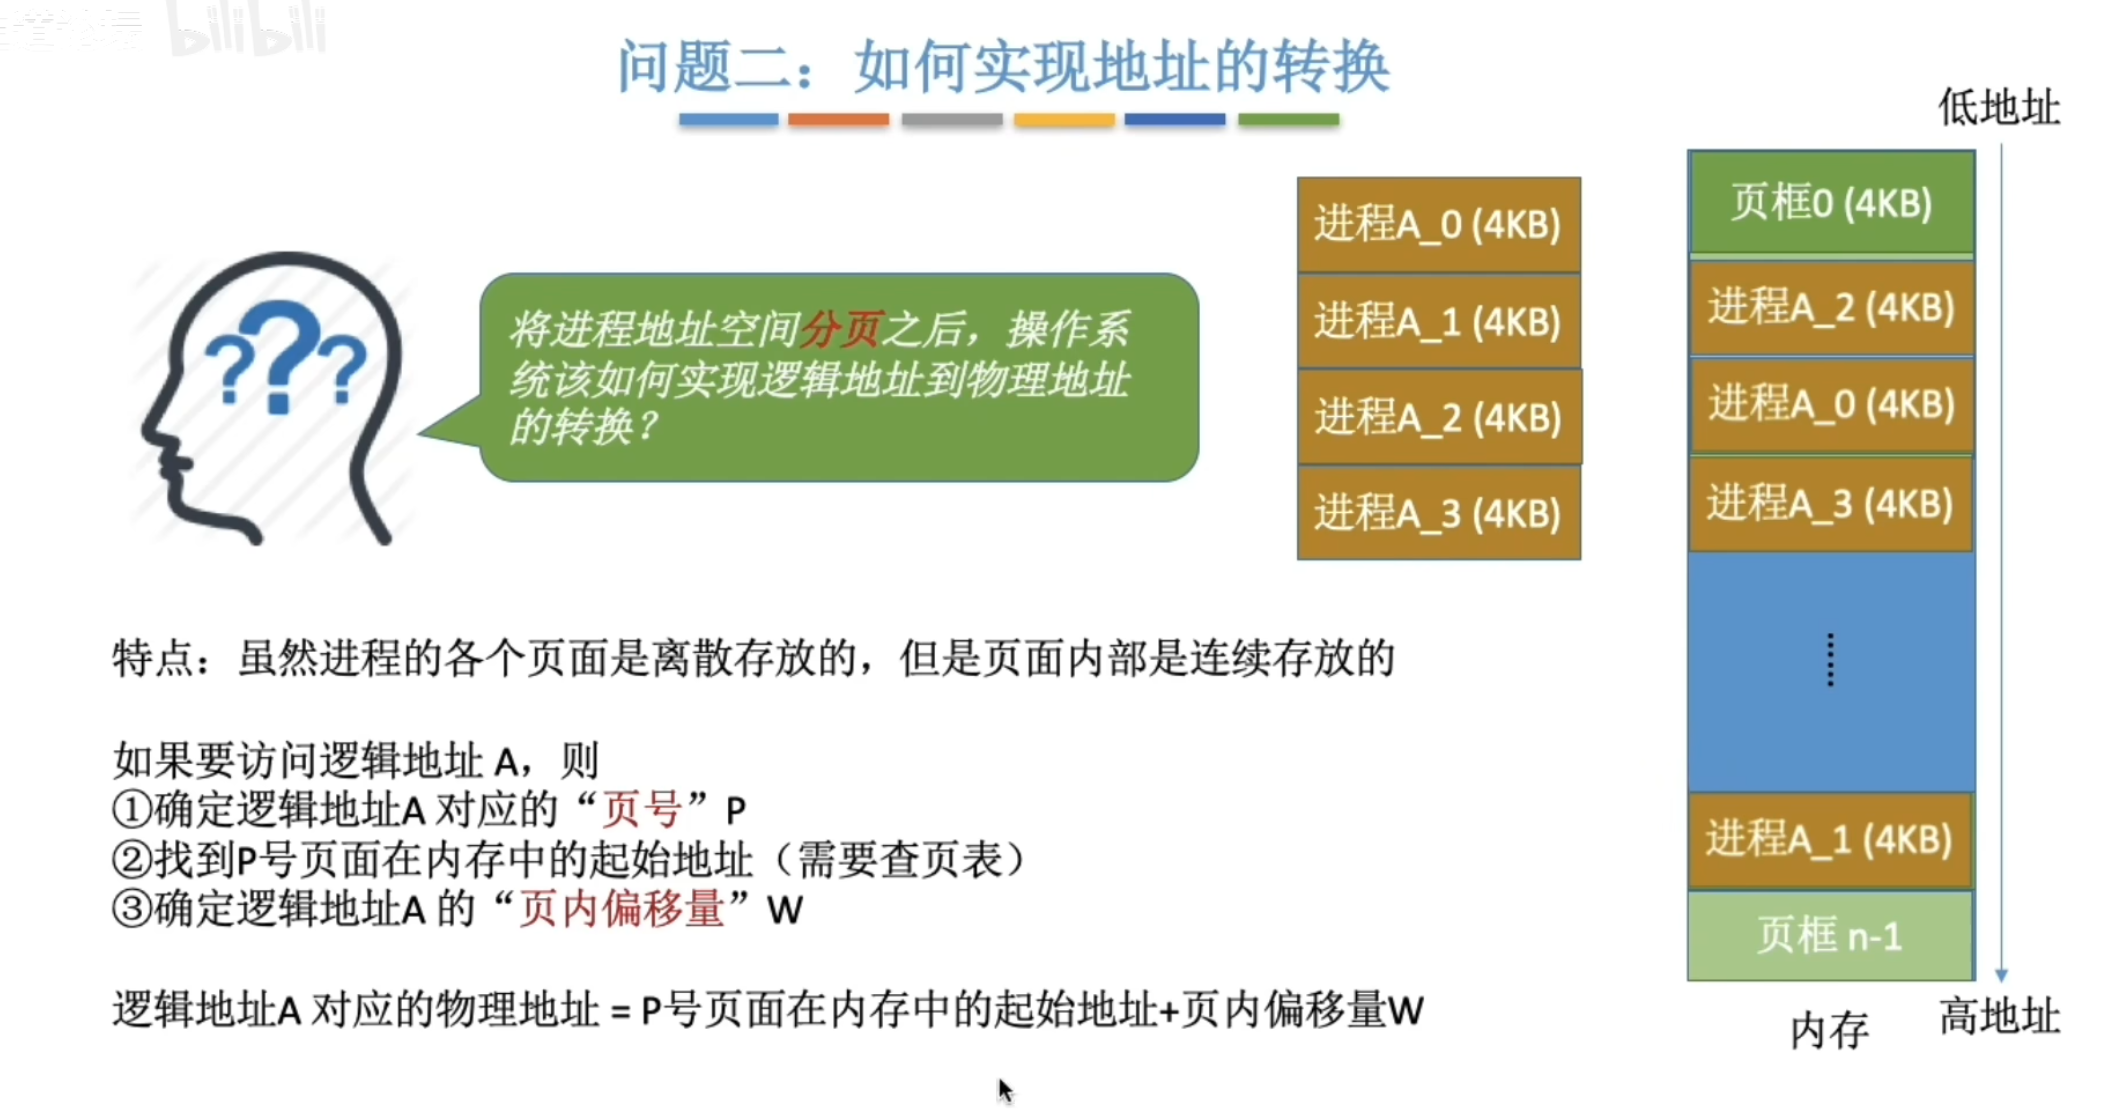 bilibili
问题二：如何实现地址的转换
低地址
将进程地址空间分页之后，操作系
统该如何实现逻辑地址到物理地址
的转换？
???
进程A_0 (4KB)
进程A_1 (4KB)
进程A_2 (4KB)
进程A_3 (4KB)
页框0 (4KB)
进程A_2 (4KB)
进程A_0 (4KB)
进程A_3 (4KB)
......
进程A_1 (4KB)
页框 n-1
内存
高地址
特点：虽然进程的各个页面是离散存放的，但是页面内部是连续存放的
如果要访问逻辑地址 A，则
①确定逻辑地址A 对应的“页号”P
②找到P号页面在内存中的起始地址（需要查页表）
③确定逻辑地址A 的“页内偏移量”W
逻辑地址A 对应的物理地址 = P号页面在内存中的起始地址+页内偏移量W